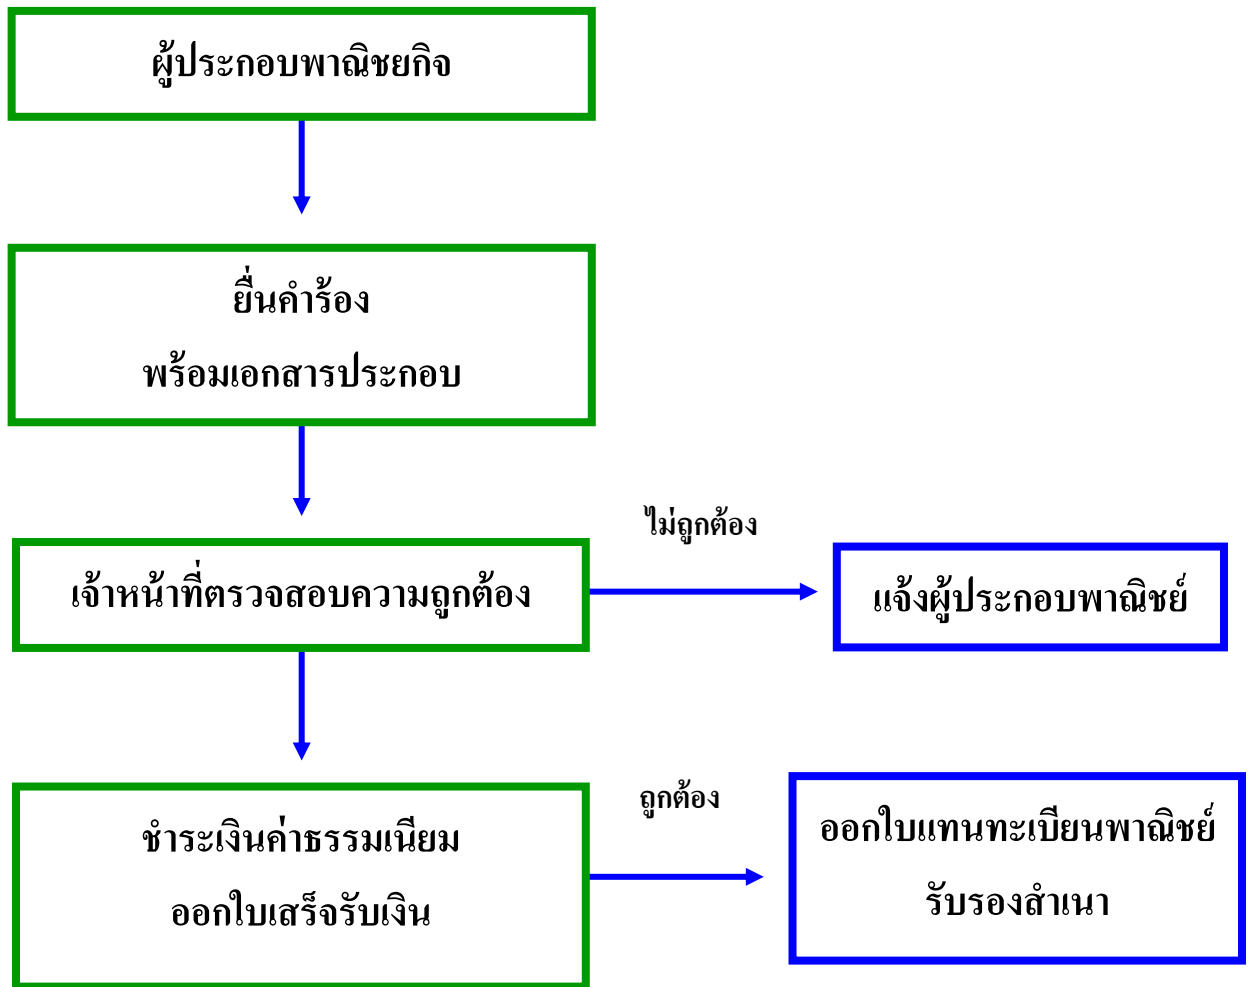 ผู้ประกอบพาณิชยกิจ
ยื่นคำร้อง
พร้อมเอกสารประกอบ
ไม่ถูกต้อง
เจ้าหน้าที่ตรวจสอบความถูกต้อง
แจ้งผู้ประกอบพาณิชย์
ถูกต้อง
ชำระเงินค่าธรรมเนียม
ออกใบเสร็จรับเงิน
ออกใบแทนทะเบียนพาณิชย์
รับรองสำเนา